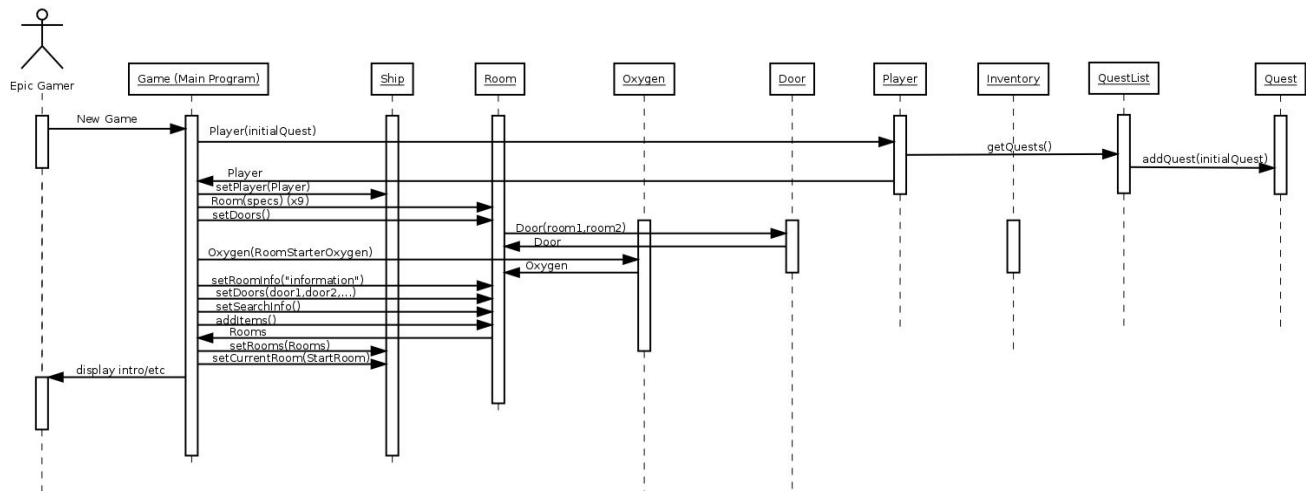 Epic Gamer
Game (Main Program)
Ship
Room
Oxygen
Door
Player
Inventory
QuestList
Quest
New Game
Player(initialQuest)
getQuests()
addQuest(initialQuest)
Player
setPlayer(Player)
Room(specs) (x9)
setDoors()
Door(room1,room2)
Door
Oxygen(RoomStarterOxygen)
Oxygen
setRoomInfo("information")
setDoors(door1,door2,...)
setSearchInfo()
addItems()
Rooms
setRooms(Rooms)
setCurrentRoom(StartRoom)
display intro/etc